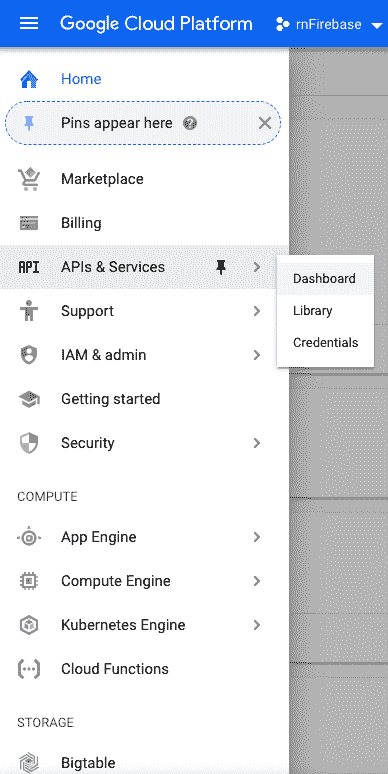 Google Cloud Platform rnFirebase
Home
Pins appear here
Marketplace
Billing
API APIs & Services
Dashboard
Library
Credentials
Support
IAM & admin
Getting started
Security
COMPUTE
App Engine
Compute Engine
Kubernetes Engine
Cloud Functions
STORAGE
Bigtable